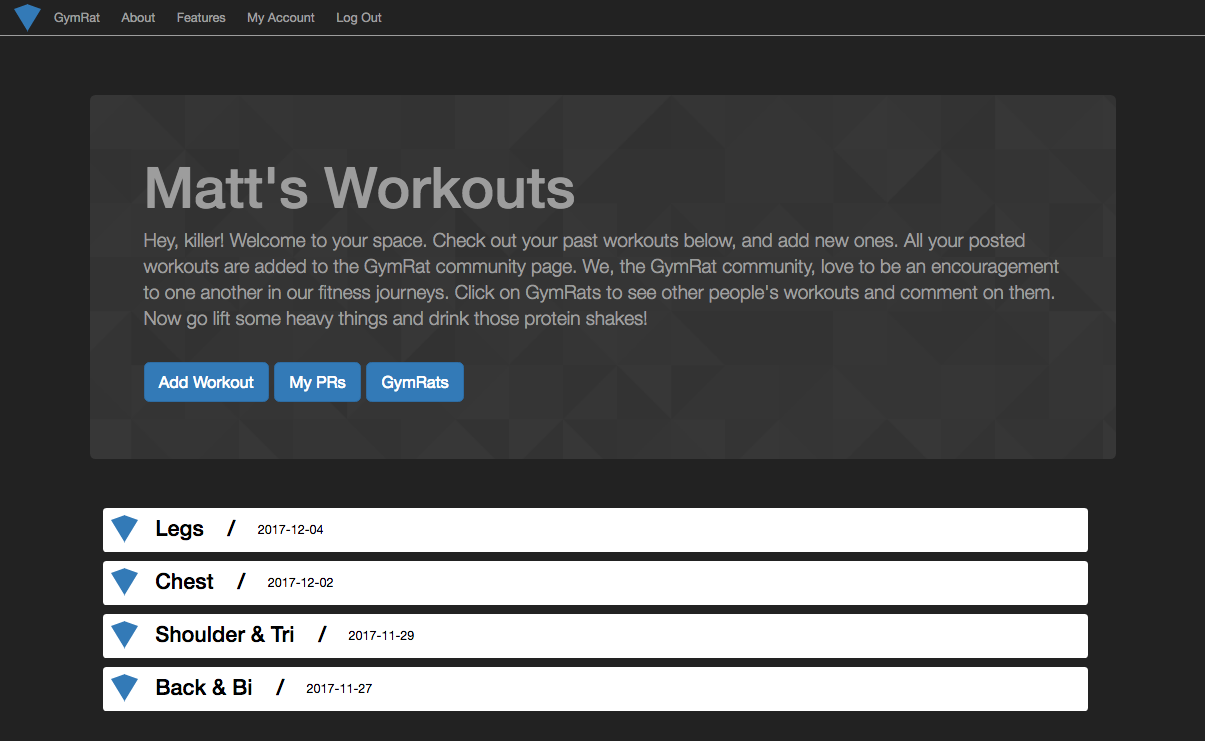 GymRat About Features My Account Log Out
Matt's Workouts
Hey, killer! Welcome to your space. Check out your past workouts below, and add new ones. All your posted
workouts are added to the GymRat community page. We, the GymRat community, love to be an encouragement
to one another in our fitness journeys. Click on GymRats to see other people's workouts and comment on them.
Now go lift some heavy things and drink those protein shakes!
Add Workout My PRs GymRats
Legs / 2017-12-04
Chest / 2017-12-02
Shoulder & Tri / 2017-11-29
Back & Bi / 2017-11-27